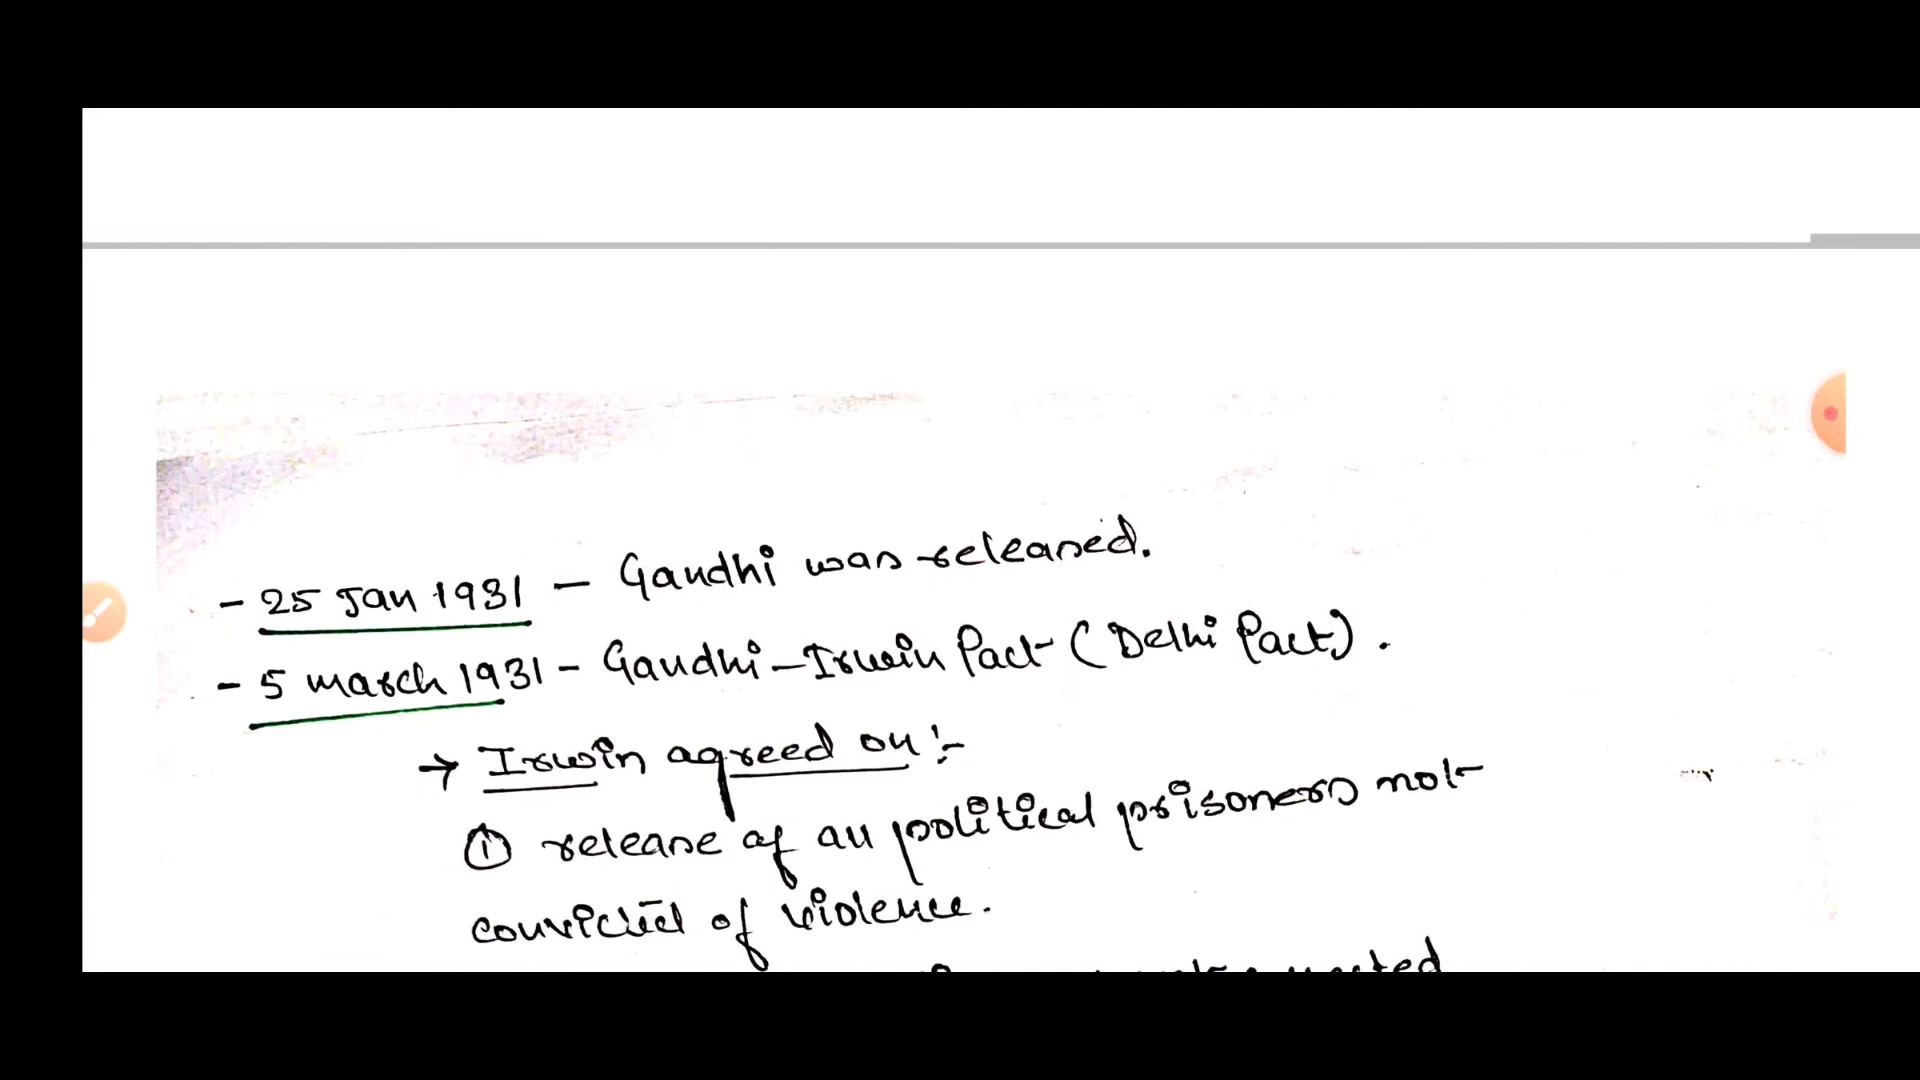 - 25 Jan 1931 - Gandhi was released.
- 5 march 1931 - Gandhi-Irwin Pact (Delhi Pact).
→ Irwin agreed on :-
① release of all political prisoners not
convicted of violence.